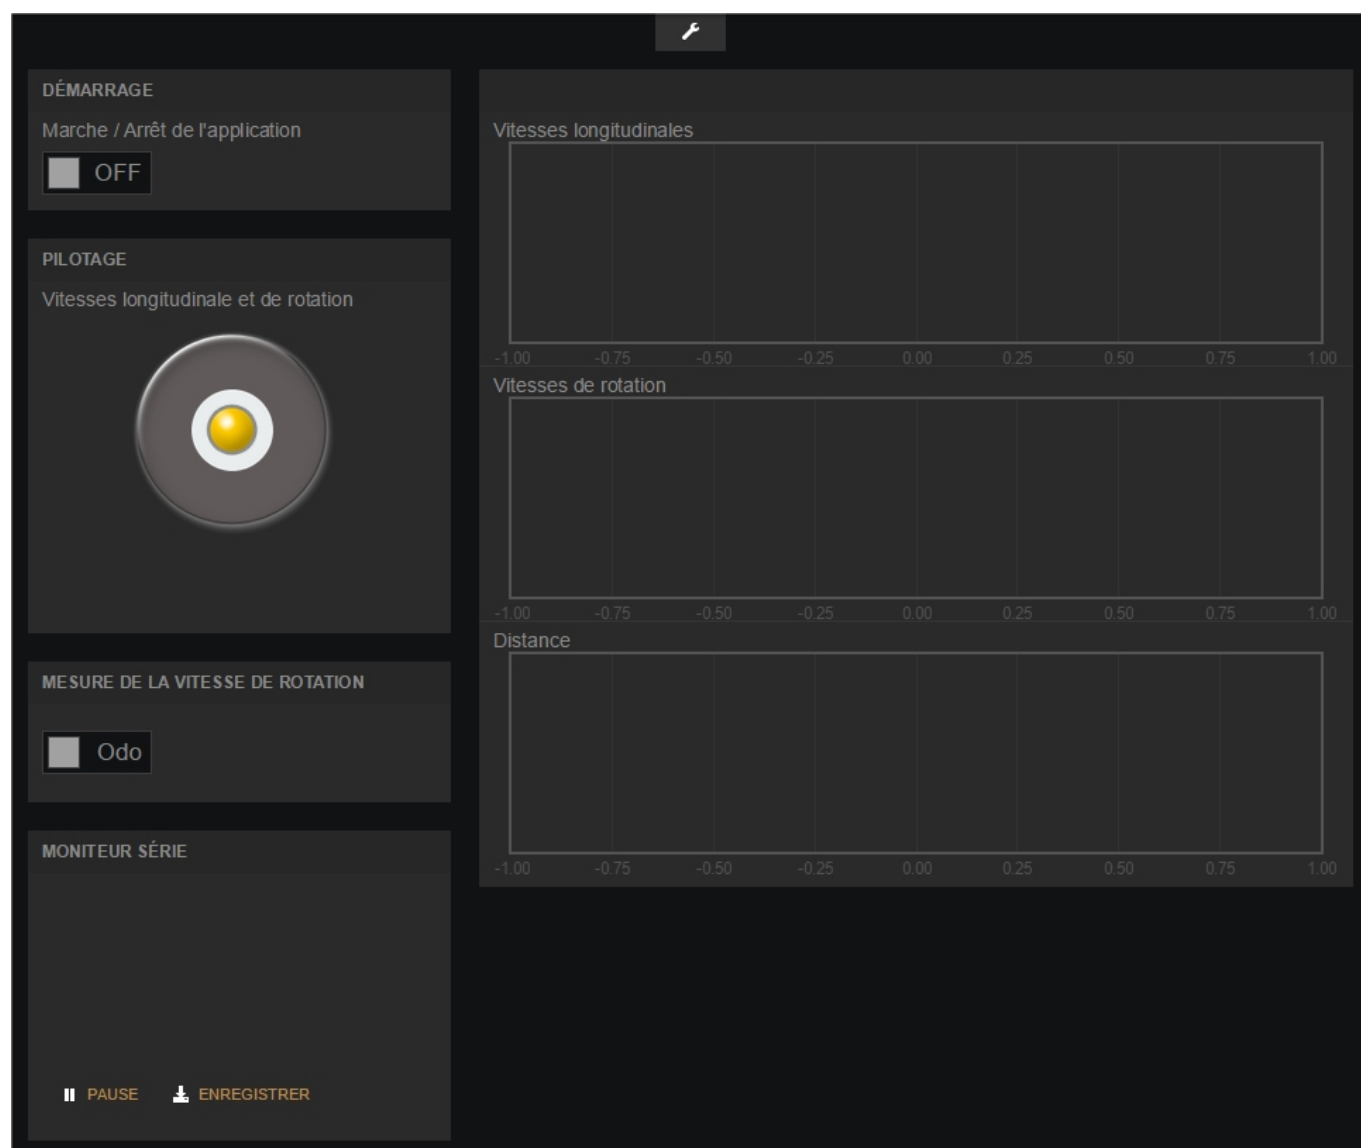 DÉMARRAGE
Marche / Arrêt de l'application
OFF
PILOTAGE
Vitesses longitudinale et de rotation
MESURE DE LA VITESSE DE ROTATION
Odo
MONITEUR SÉRIE
PAUSE ENREGISTRER
Vitesses longitudinales
-1.00 -0.75 -0.50 -0.25 0.00 0.25 0.50 0.75 1.00
Vitesses de rotation
-1.00 -0.75 -0.50 -0.25 0.00 0.25 0.50 0.75 1.00
Distance
-1.00 -0.75 -0.50 -0.25 0.00 0.25 0.50 0.75 1.00